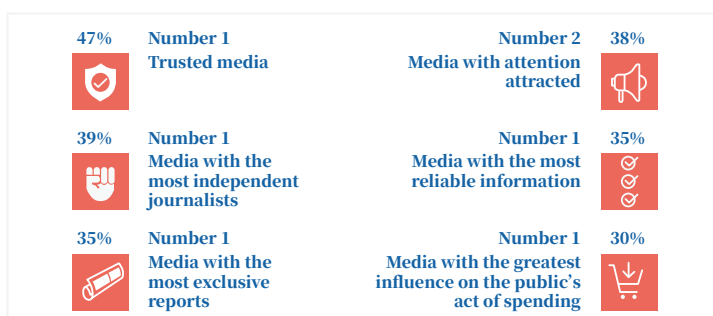 47% Number 1
Trusted media
Number 2 38%
Media with attention
attracted
39% Number 1
Media with the
most independent
journalists
Number 1 35%
Media with the most
reliable information
35% Number 1
Media with the
most exclusive
reports
Number 1 30%
Media with the greatest
influence on the public’s
act of spending